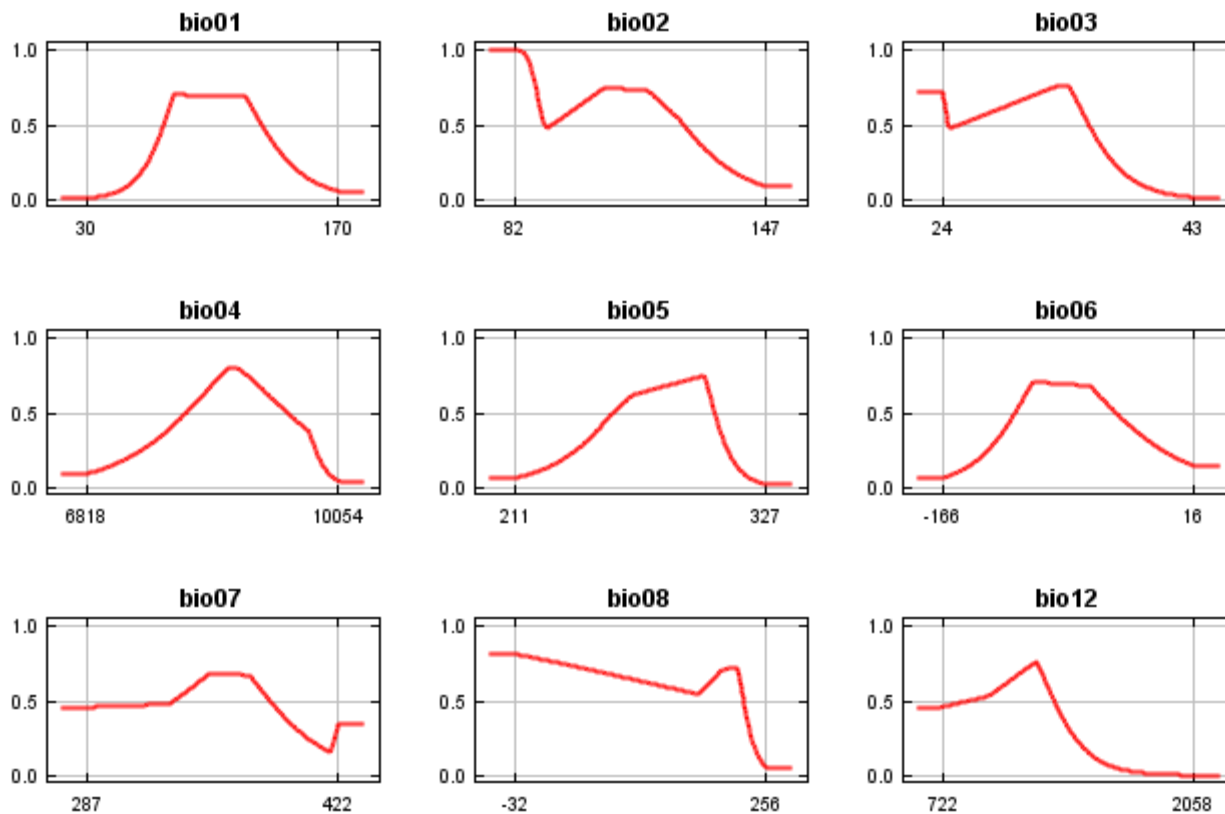 bio01 bio02 bio03
1.0 1.0 1.0
0.5 0.5 0.5
0.0 0.0 0.0
30 170 82 147 24 43
bio04 bio05 bio06
1.0 1.0 1.0
0.5 0.5 0.5
0.0 0.0 0.0
6818 10054 211 327 -166 16
bio07 bio08 bio12
1.0 1.0 1.0
0.5 0.5 0.5
0.0 0.0 0.0
287 422 -32 256 722 2058